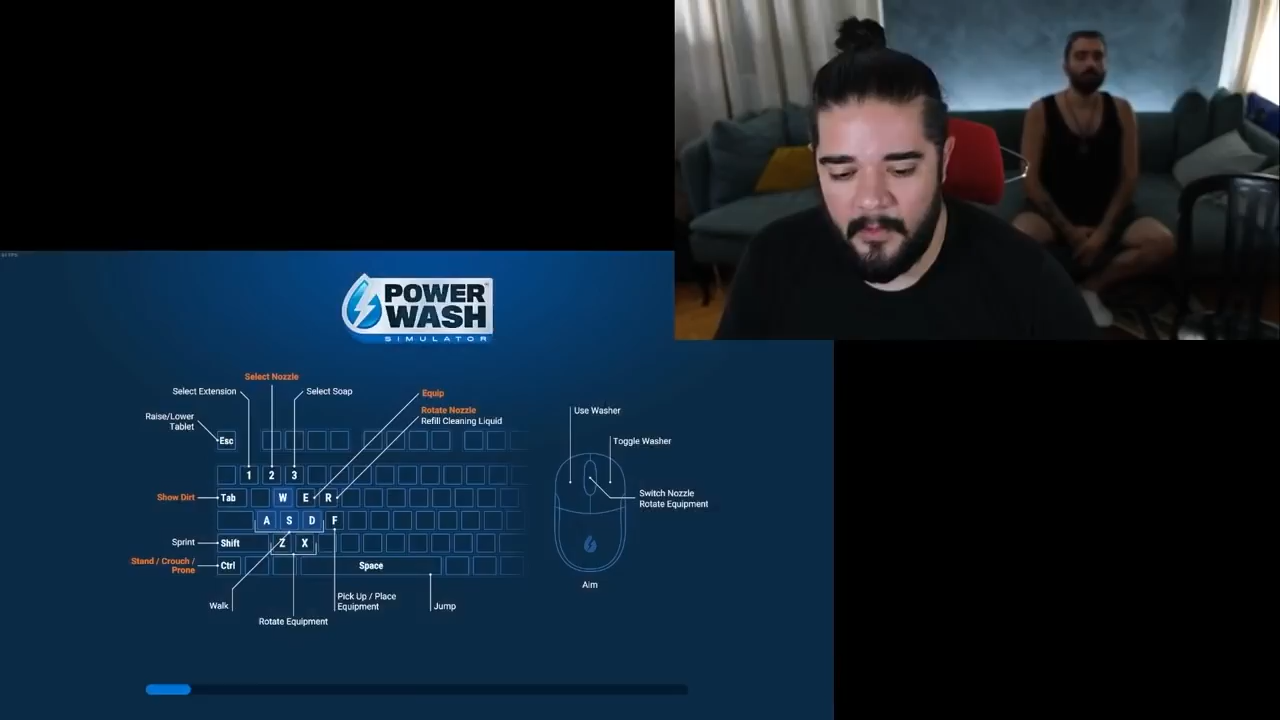 POWER
WASH
SIMULATOR
Select Nozzle
Select Extension
Select Soap
Equip
Rotate Nozzle
Refill Cleaning Liquid
Raise/Lower
Tablet
Esc
1 2 3
Show Dirt
Tab W E R
A S D F
Sprint
Shift Z X
Stand / Crouch /
Prone
Ctrl Space
Walk
Rotate Equipment
Pick Up / Place
Equipment
Jump
Use Washer
Toggle Washer
Switch Nozzle
Rotate Equipment
Aim